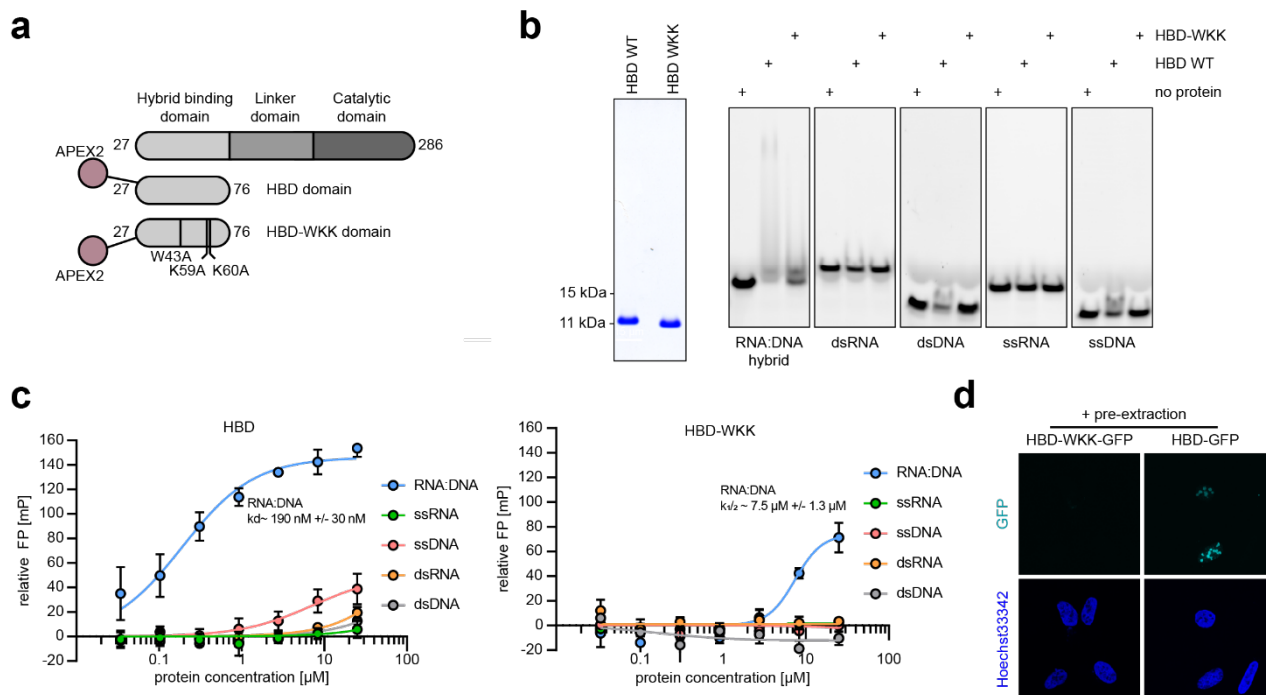 a
Hybrid binding
domain
Linker
domain
Catalytic
domain
27
286
APEX2
27
76
HBD domain
27
76
HBD-WKK domain
W43A
K59A
K60A
APEX2
b
HBD WT
HBD WKK
15 kDa
11 kDa
+ + + + + HBD-WKK
+ + + + + HBD WT
+ + + + + no protein
RNA:DNA
hybrid
dsRNA
dsDNA
ssRNA
ssDNA
c
HBD
relative FP [mP]
160
140
120
100
80
60
40
20
0
-20
0.1 1 10 100
protein concentration [µM]
RNA:DNA
kd~ 190 nM +/- 30 nM
RNA:DNA
ssRNA
ssDNA
dsRNA
dsDNA
HBD-WKK
relative FP [mP]
160
140
120
100
80
60
40
20
0
-20
0.1 1 10 100
protein concentration [µM]
RNA:DNA
k₁/₂ ~ 7.5 µM +/- 1.3 µM
RNA:DNA
ssRNA
ssDNA
dsRNA
dsDNA
d
+ pre-extraction
HBD-WKK-GFP HBD-GFP
GFP
Hoechst33342